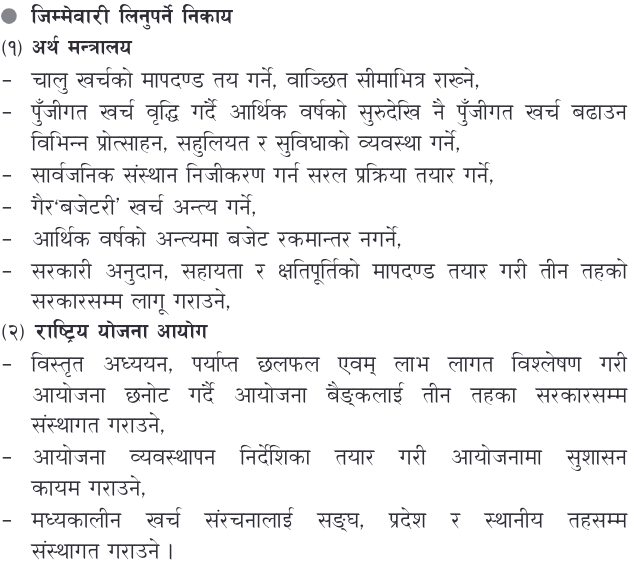 ● जिम्मेवारी लिनुपर्ने निकाय
(१) अर्थ मन्त्रालय
– चालु खर्चको मापदण्ड तय गर्ने, वाञ्छित सीमाभित्र राख्ने,
– पुँजीगत खर्च वृद्धि गर्दै आर्थिक वर्षको सुरुदेखि नै पुँजीगत खर्च बढाउन
विभिन्न प्रोत्साहन, सहुलियत र सुविधाको व्यवस्था गर्ने,
– सार्वजनिक संस्थान निजीकरण गर्न सरल प्रक्रिया तयार गर्ने,
– गैर‘बजेटरी’ खर्च अन्त्य गर्ने,
– आर्थिक वर्षको अन्त्यमा बजेट रकमान्तर नगर्ने,
– सरकारी अनुदान, सहायता र क्षतिपूर्तिको मापदण्ड तयार गरी तीन तहको
सरकारसम्म लागू गराउने,
(२) राष्ट्रिय योजना आयोग
– विस्तृत अध्ययन, पर्याप्त छलफल एवम् लाभ लागत विश्लेषण गरी
आयोजना छनोट गर्दै आयोजना बैङ्कलाई तीन तहका सरकारसम्म
संस्थागत गराउने,
– आयोजना व्यवस्थापन निर्देशिका तयार गरी आयोजनामा सुशासन
कायम गराउने,
– मध्यकालीन खर्च संरचनालाई सङ्घ, प्रदेश र स्थानीय तहसम्म
संस्थागत गराउने ।